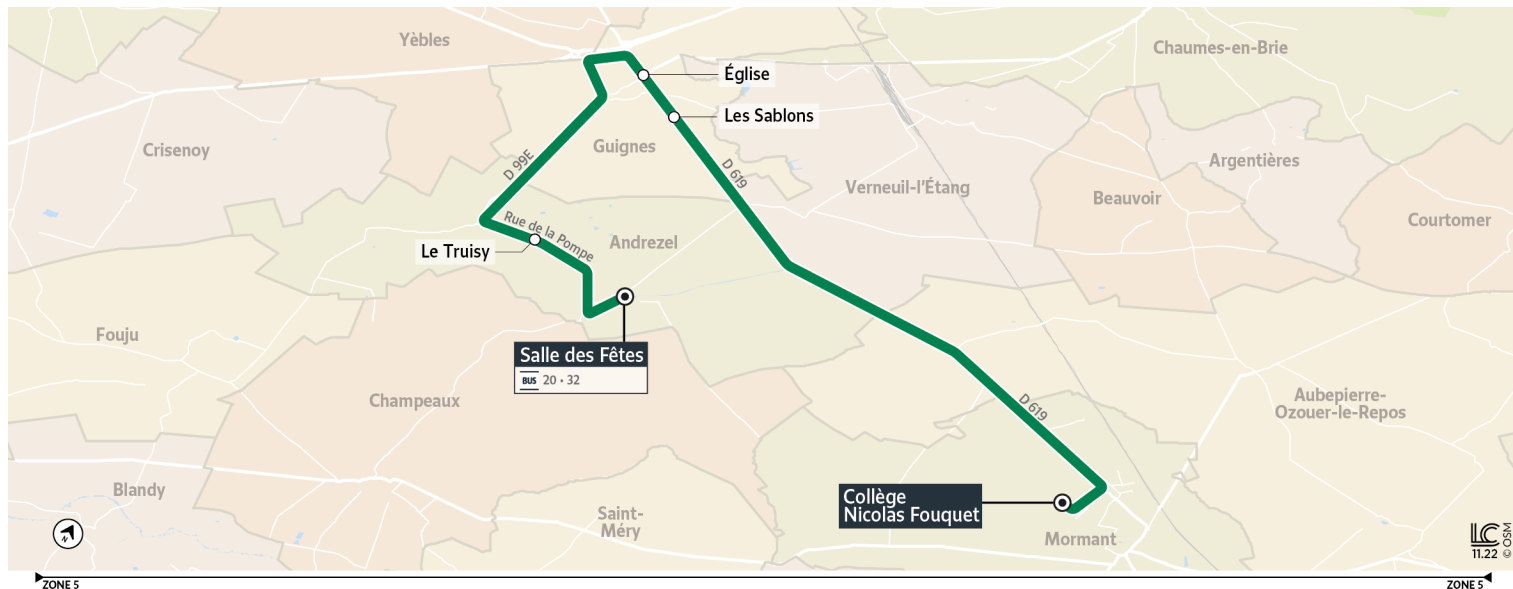 Yèbles
Chaumes-en-Brie
Église
Les Sablons
Crisenoy
Guignes
D 99E
D 619
Argentières
Verneuil-l'Étang
Beauvoir
Courtomer
Rue de la Pompe
Andrezel
Le Truisy
Fouju
Salle des Fêtes
BUS 20 • 32
Champeaux
D 619
Aubepierre-
Ozouer-le-Repos
Blandy
Collège
Nicolas Fouquet
Saint-
Méry
Mormant
N
LC
11.22
© OSM
ZONE 5
ZONE 5